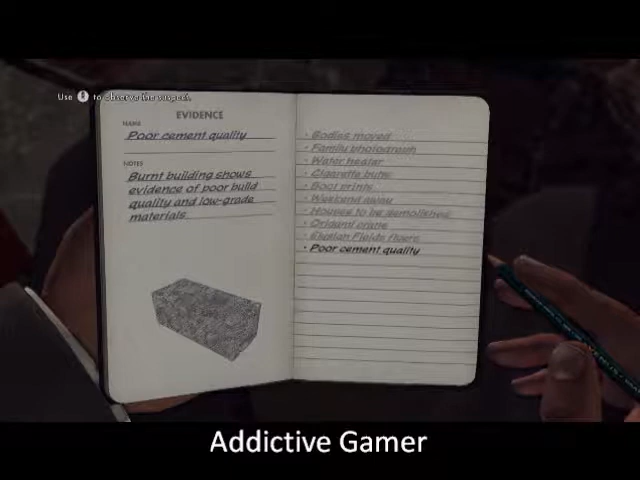 Use to observe the suspect.
EVIDENCE
NAME
Poor cement quality
NOTES
Burnt building shows
evidence of poor build
quality and low-grade
materials
· Bodies moved
· Family photograph
· Water heater
· Cigarette butts
· Boot prints
· Weekend away
· Houses to be demolished
· Origami crane
· Elysian Fields flyers
· Poor cement quality
Addictive Gamer